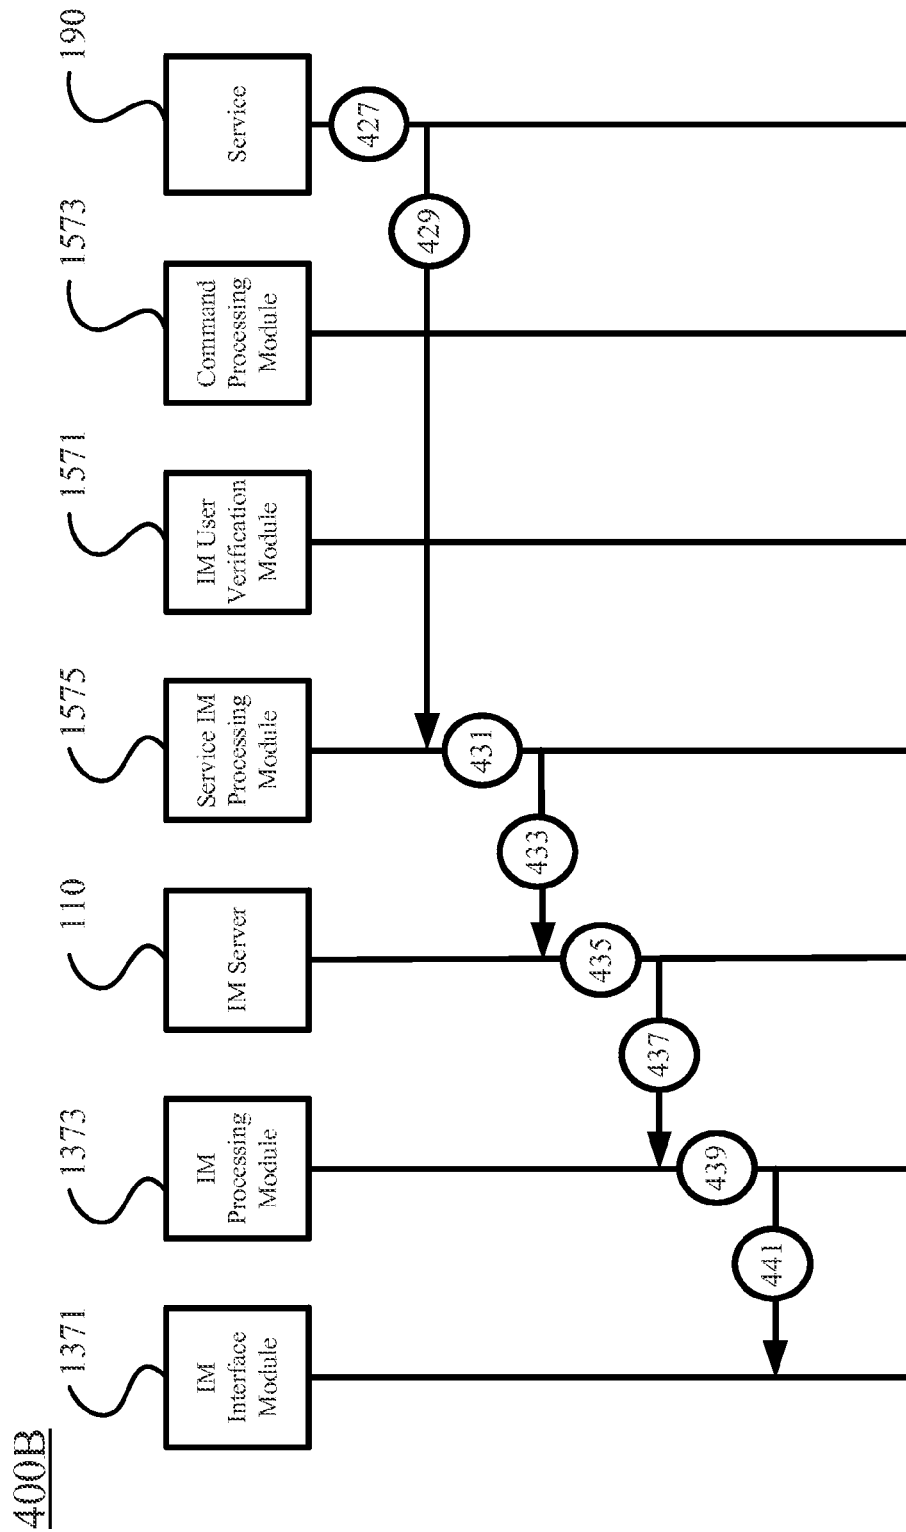 400B
1371
1373
110
1575
1571
1573
190
IM
Interface
Module
IM
Processing
Module
IM Server
Service IM
Processing
Module
IM User
Verification
Module
Command
Processing
Module
Service
427
429
431
433
435
437
439
441